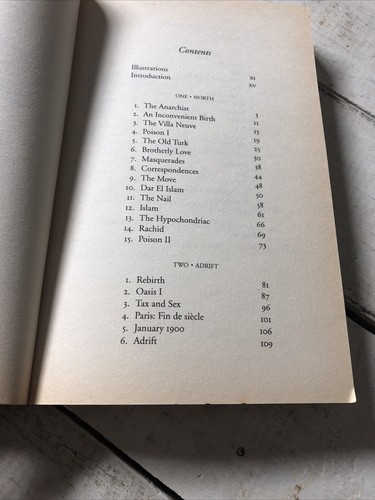 Contents
Illustrations xi
Introduction xv
ONE • NORTH
1. The Anarchist 3
2. An Inconvenient Birth 11
3. The Villa Neuve 15
4. Poison I 19
5. The Old Turk 25
6. Brotherly Love 30
7. Masquerades 38
8. Correspondences 44
9. The Move 48
10. Dar El Islam 50
11. The Nail 58
12. Islam 61
13. The Hypochondriac 66
14. Rachid 69
15. Poison II 73
TWO • ADRIFT
1. Rebirth 81
2. Oasis I 87
3. Tax and Sex 96
4. Paris: Fin de siècle 101
5. January 1900 106
6. Adrift 109